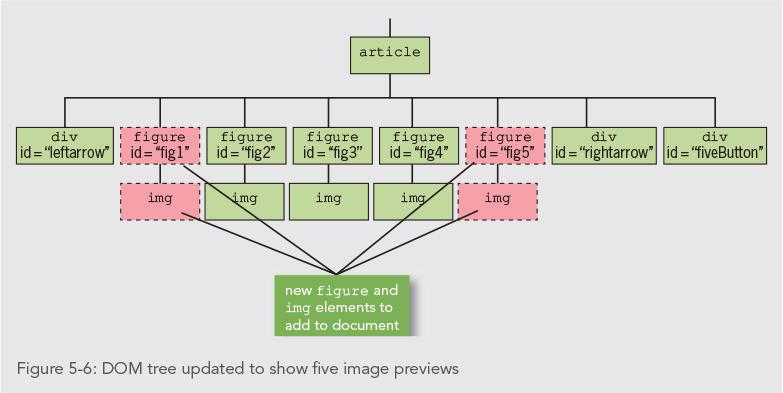 article
div
id = “leftarrow”
figure
id = “fig1”
figure
id = “fig2”
figure
id = “fig3”
figure
id = “fig4”
figure
id = “fig5”
div
id = “rightarrow”
div
id = “fiveButton”
img
img
img
img
img
new figure and
img elements to
add to document
Figure 5-6: DOM tree updated to show five image previews